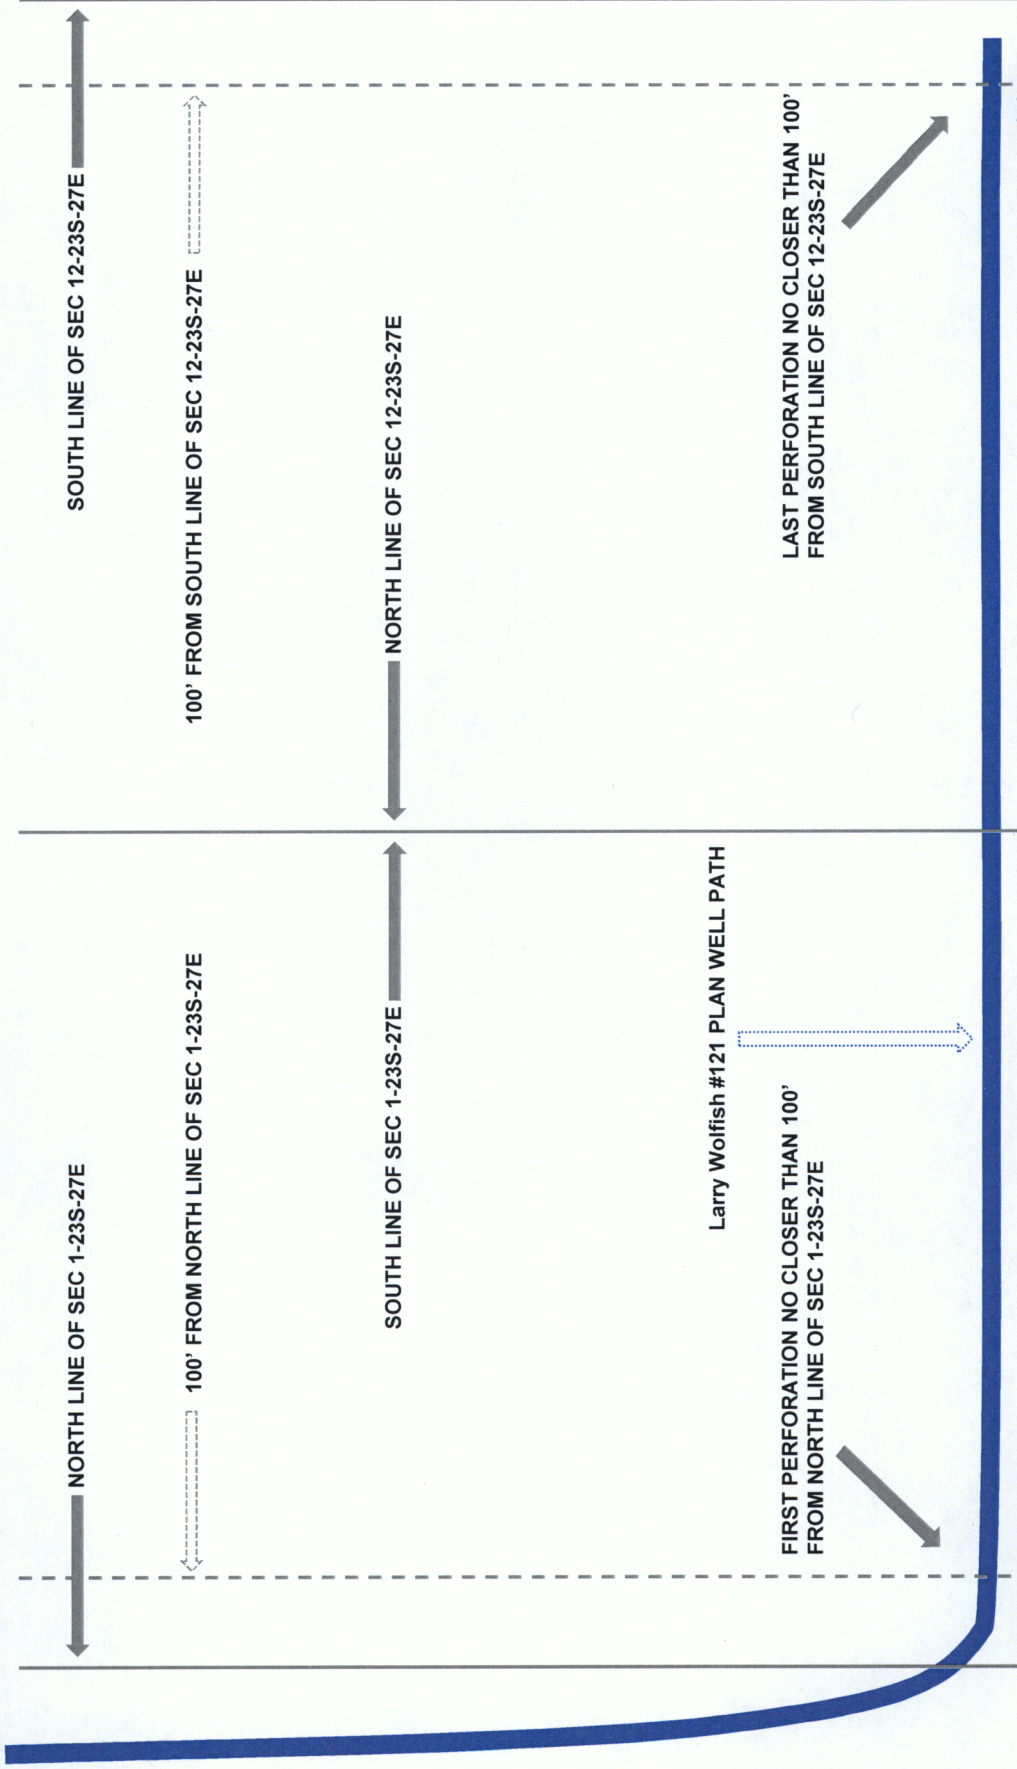 NORTH LINE OF SEC 1-23S-27E
SOUTH LINE OF SEC 12-23S-27E
100’ FROM NORTH LINE OF SEC 1-23S-27E
100’ FROM SOUTH LINE OF SEC 12-23S-27E
SOUTH LINE OF SEC 1-23S-27E
NORTH LINE OF SEC 12-23S-27E
Larry Wolfish #121 PLAN WELL PATH
FIRST PERFORATION NO CLOSER THAN 100’
FROM NORTH LINE OF SEC 1-23S-27E
LAST PERFORATION NO CLOSER THAN 100’
FROM SOUTH LINE OF SEC 12-23S-27E